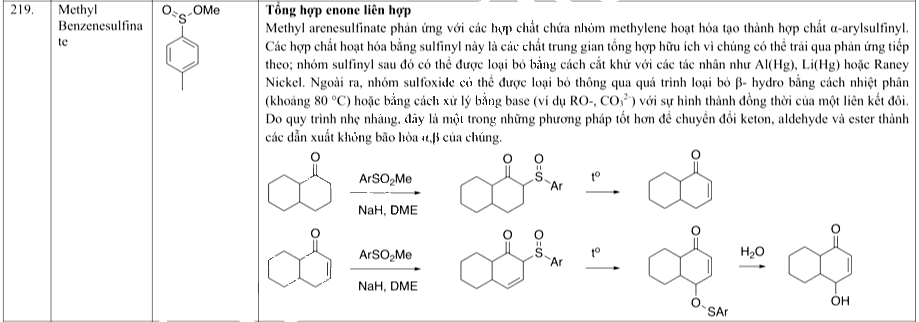 219.
Methyl
Benzenesulfina
te
O
S
OMe
Tổng hợp enone liên hợp
Methyl arenesulfinate phản ứng với các hợp chất chứa nhóm methylene hoạt hóa tạo thành hợp chất α-arylsulfinyl.
Các hợp chất hoạt hóa bằng sulfinyl này là các chất trung gian tổng hợp hữu ích vì chúng có thể trải qua phản ứng tiếp
theo; nhóm sulfinyl sau đó có thể được loại bỏ bằng cách cắt khử với các tác nhân như Al(Hg), Li(Hg) hoặc Raney
Nickel. Ngoài ra, nhóm sulfoxide có thể được loại bỏ thông qua quá trình loại bỏ β- hydro bằng cách nhiệt phân
(khoảng 80 °C) hoặc bằng cách xử lý bằng base (ví dụ RO-, CO₃²⁻) với sự hình thành đồng thời của một liên kết đôi.
Do quy trình nhẹ nhàng, đây là một trong những phương pháp tốt hơn để chuyển đổi keton, aldehyde và ester thành
các dẫn xuất không bão hòa α,β của chúng.
O
ArSO₂Me
NaH, DME
O
O
S
Ar
tº
O
O
ArSO₂Me
NaH, DME
O
O
S
Ar
tº
O
O
SAr
H₂O
O
OH